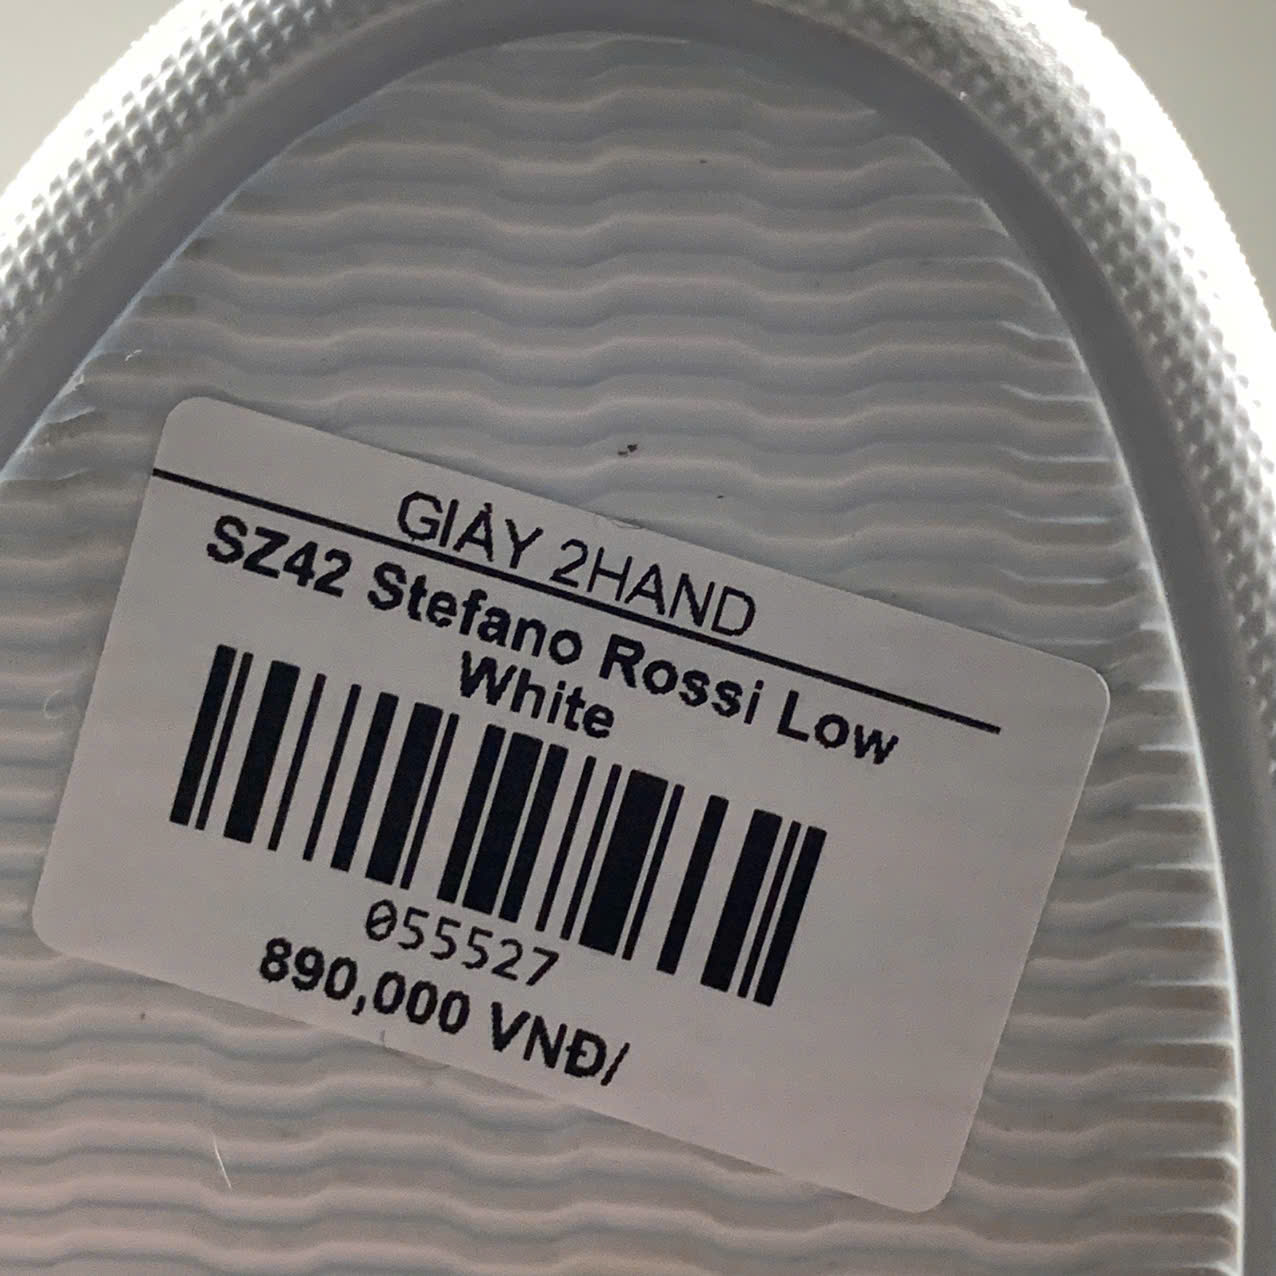 GIÀY 2HAND
SZ42 Stefano Rossi Low
White
055527
890,000 VNĐ/